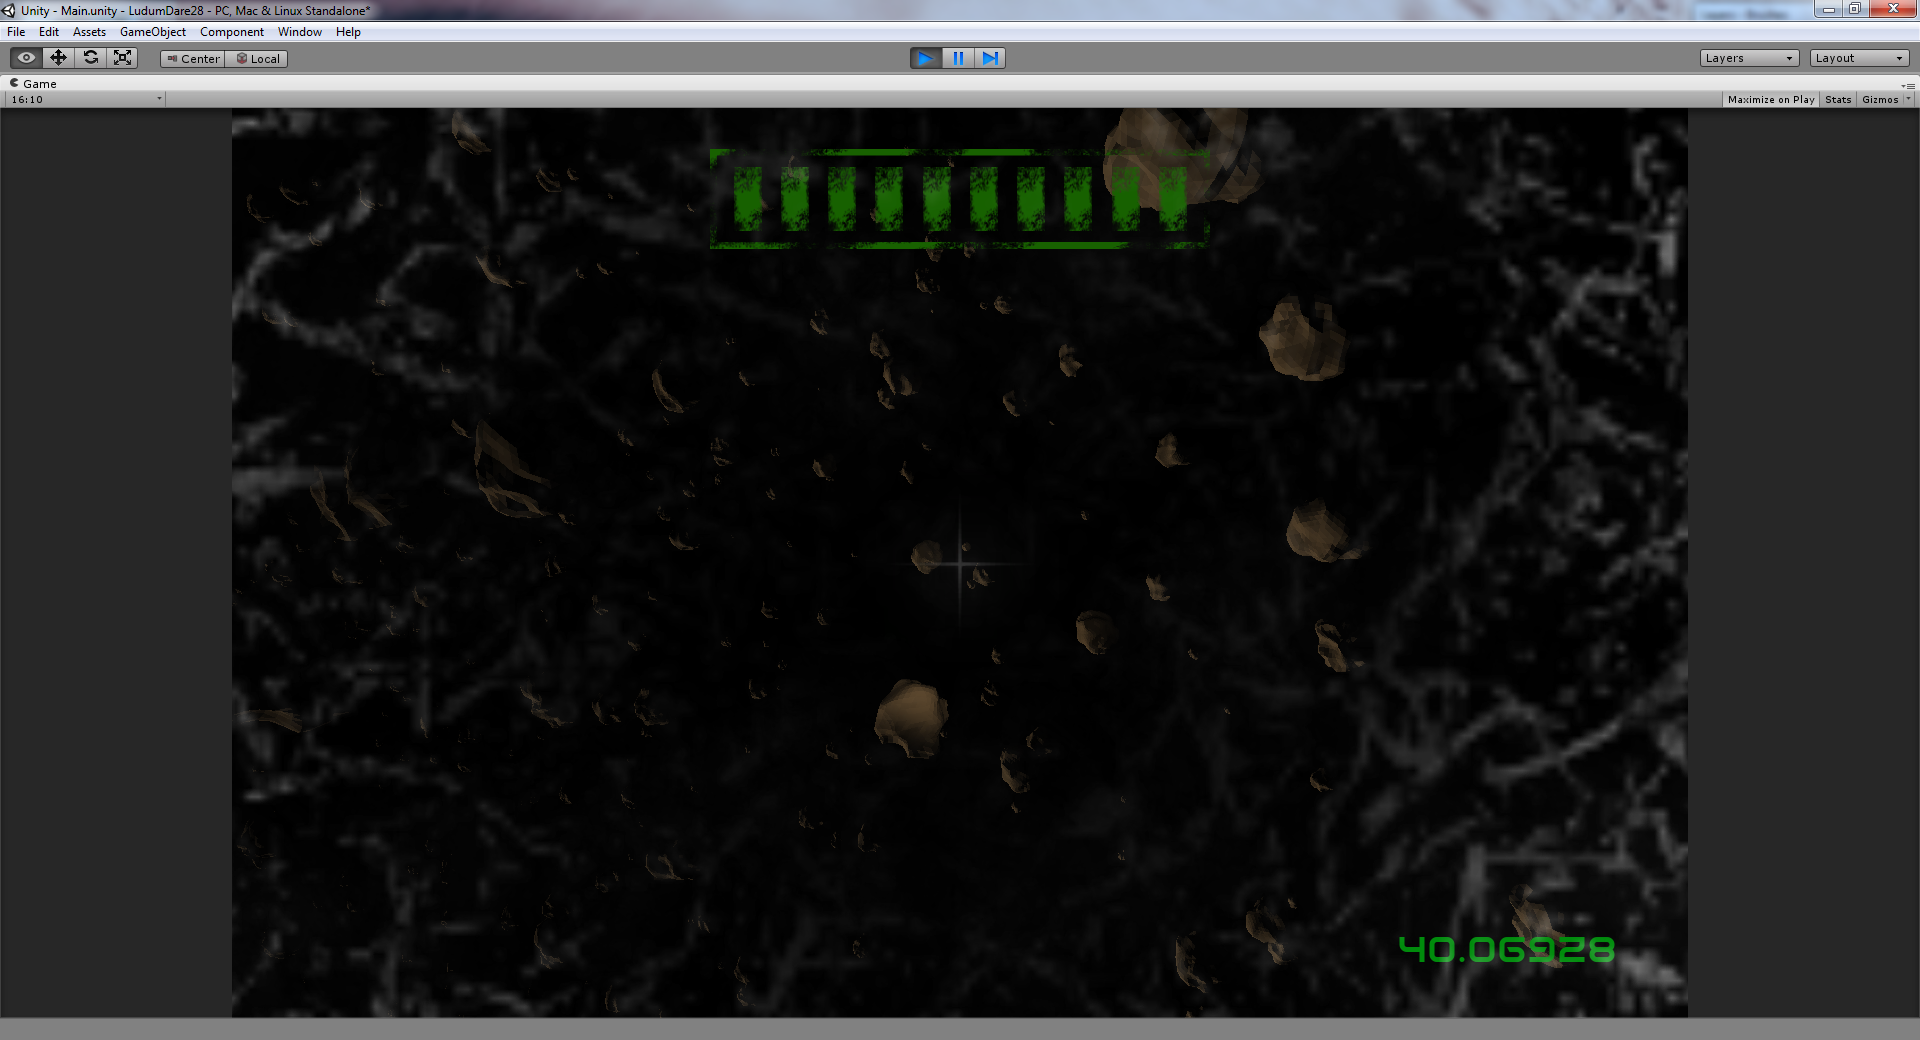 Unity - Main.unity - LudumDare28 - PC, Mac & Linux Standalone*
File Edit Assets GameObject Component Window Help
Center Local Layers Layout
Game
16:10 Maximize on Play Stats Gizmos
40.06928